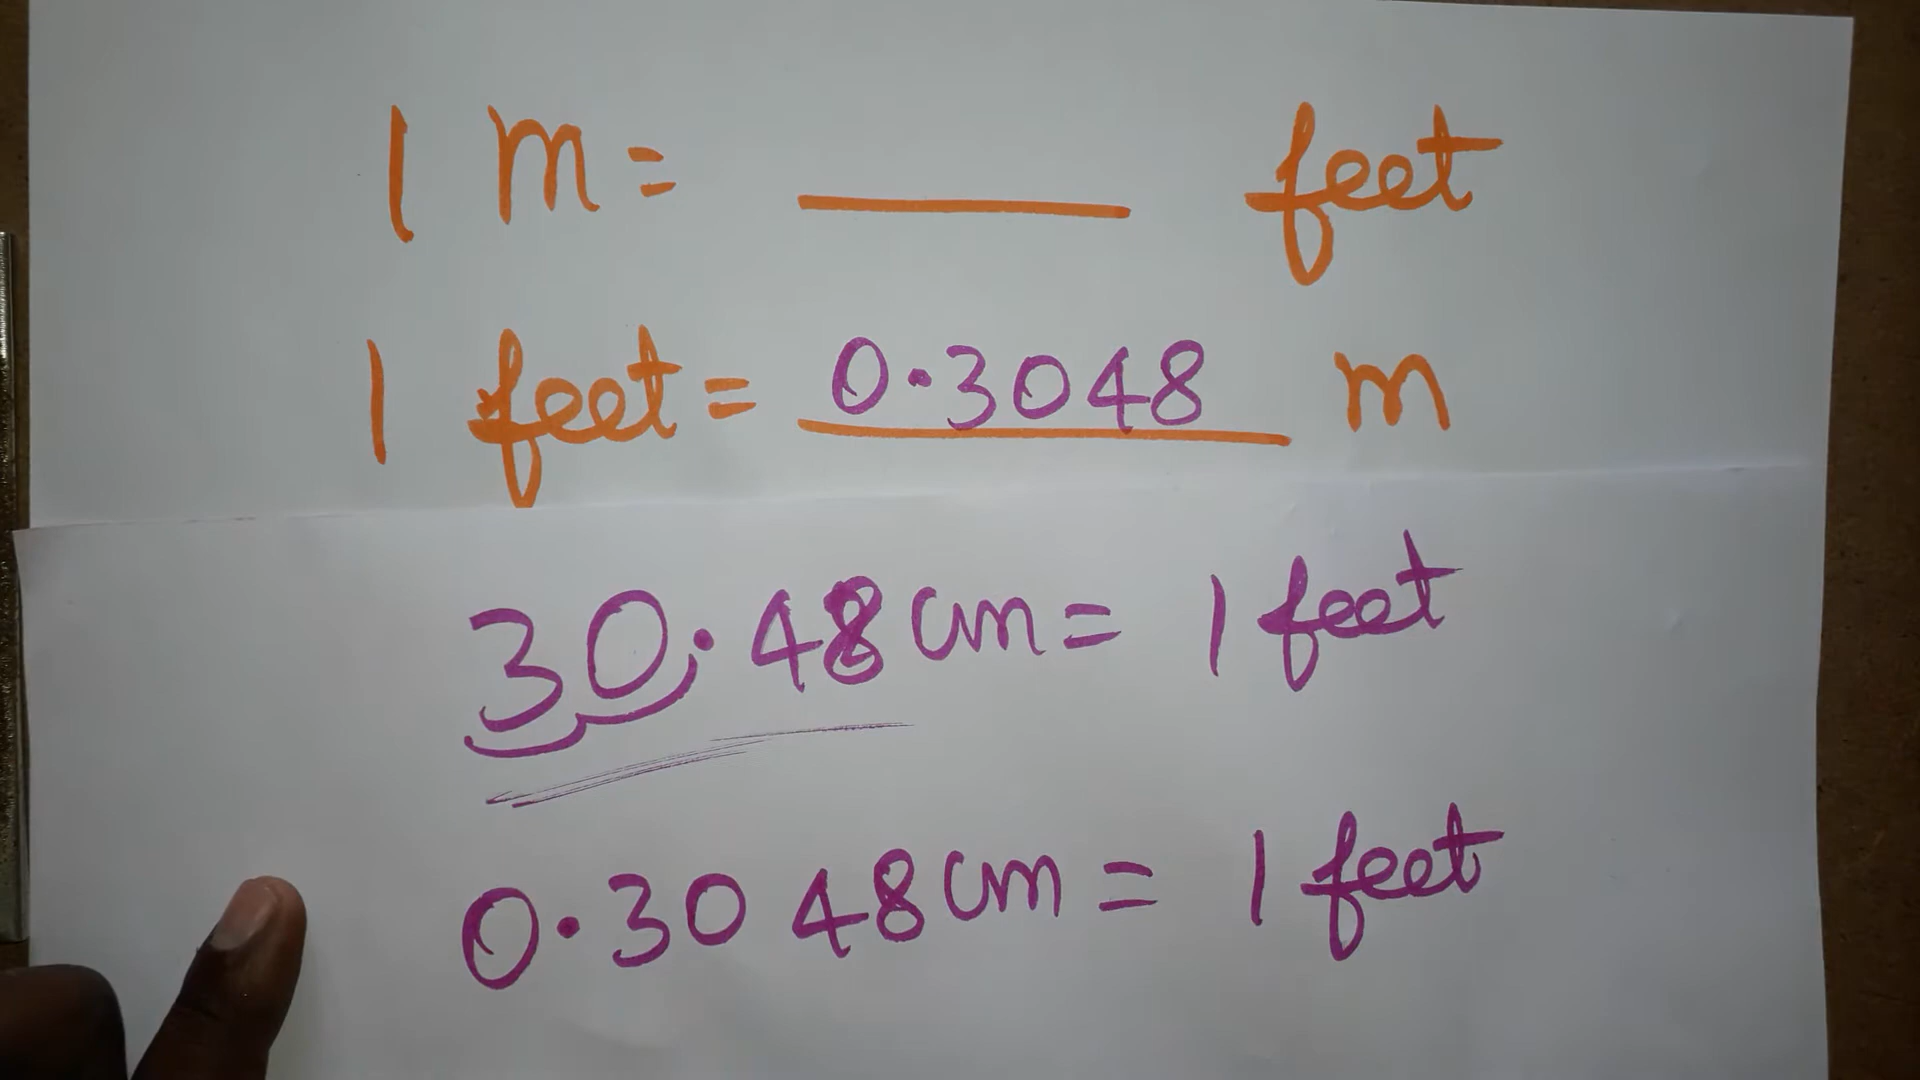 1 m = ______ feet
1 feet = 0.3048 m
30.48 cm = 1 feet
0.3048 cm = 1 feet